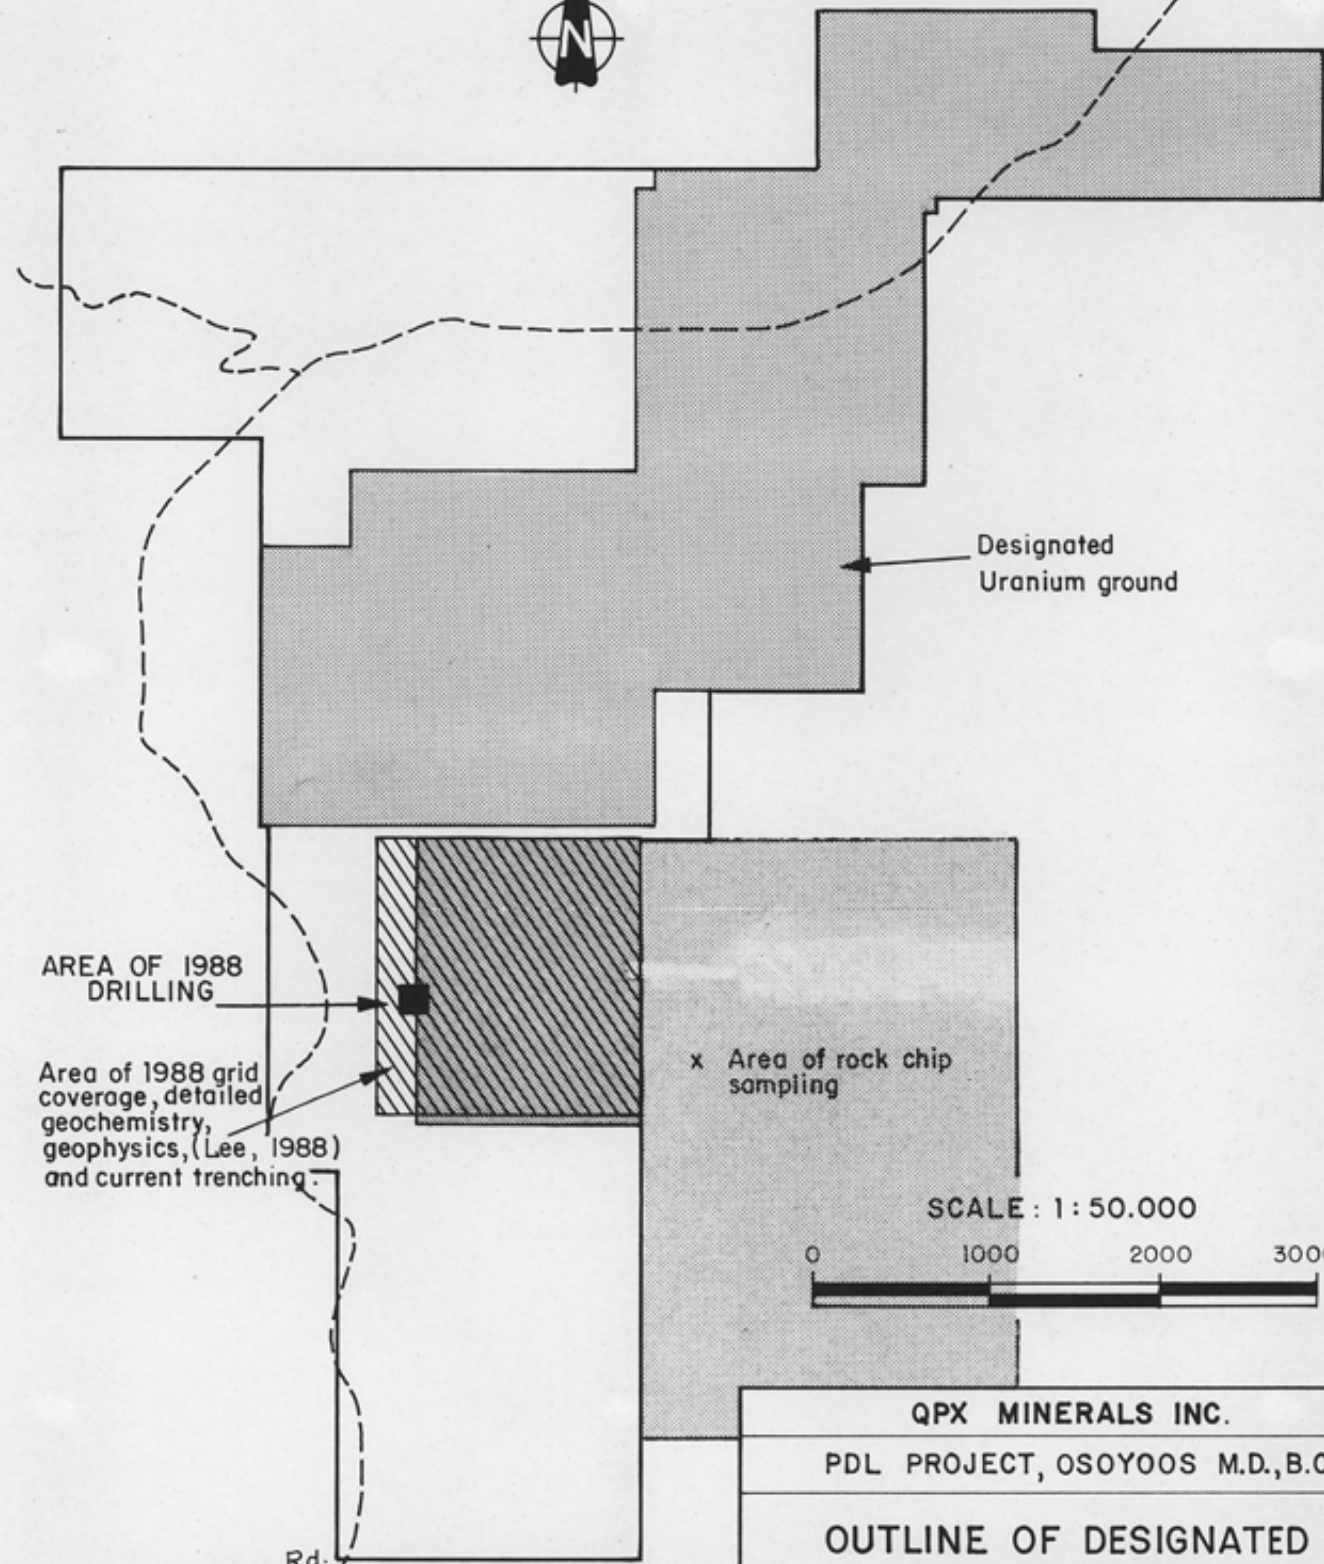 N
Designated
Uranium ground
AREA OF 1988
DRILLING
Area of 1988 grid
coverage, detailed
geochemistry,
geophysics, (Lee, 1988)
and current trenching.
x Area of rock chip
sampling
SCALE: 1:50.000
0 1000 2000 3000
QPX MINERALS INC.
PDL PROJECT, OSOYOOS M.D., B.C
OUTLINE OF DESIGNATED
Rd.